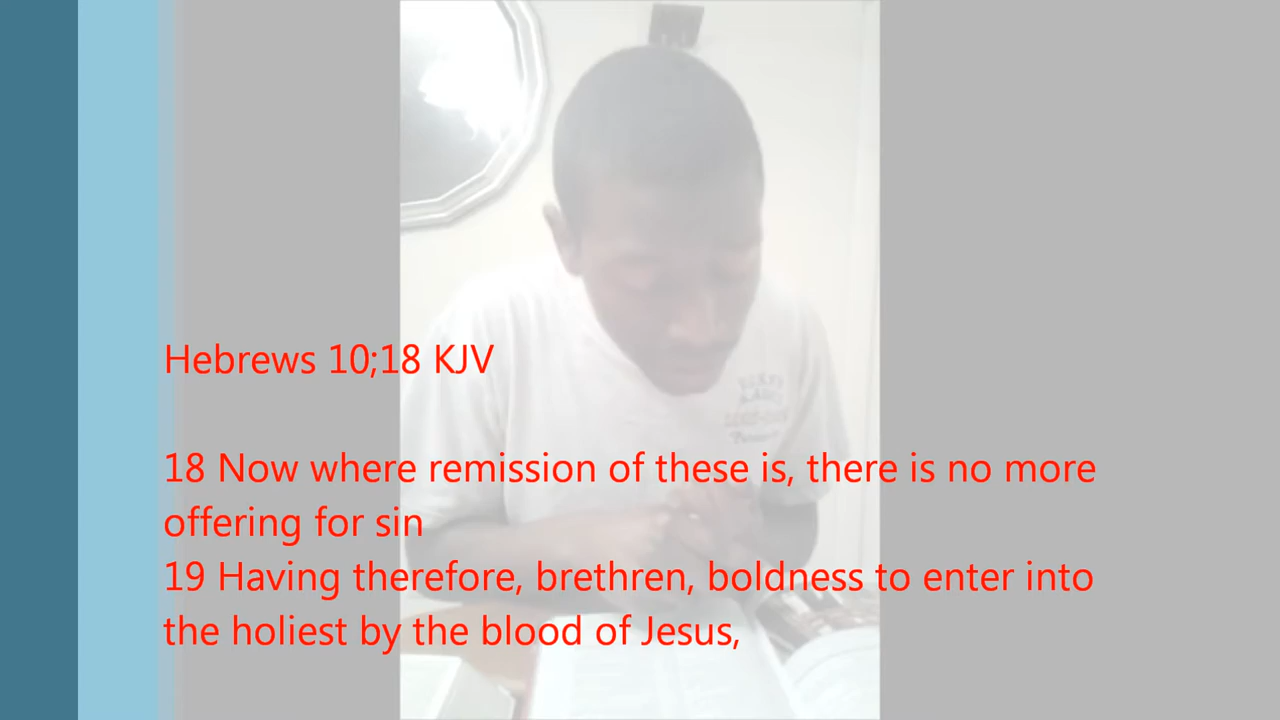 Hebrews 10;18 KJV
18 Now where remission of these is, there is no more
offering for sin
19 Having therefore, brethren, boldness to enter into
the holiest by the blood of Jesus,